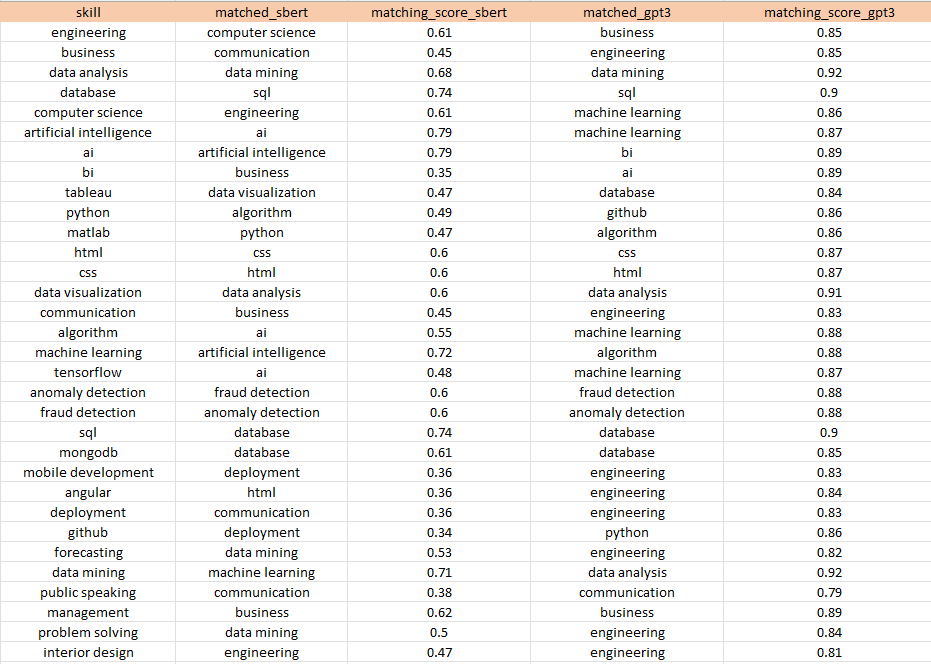 skill matched_sbert matching_score_sbert matched_gpt3 matching_score_gpt3
engineering computer science 0.61 business 0.85
business communication 0.45 engineering 0.85
data analysis data mining 0.68 data mining 0.92
database sql 0.74 sql 0.9
computer science engineering 0.61 machine learning 0.86
artificial intelligence ai 0.79 machine learning 0.87
ai artificial intelligence 0.79 bi 0.89
bi business 0.35 ai 0.89
tableau data visualization 0.47 database 0.84
python algorithm 0.49 github 0.86
matlab python 0.47 algorithm 0.86
html css 0.6 css 0.87
css html 0.6 html 0.87
data visualization data analysis 0.6 data analysis 0.91
communication business 0.45 engineering 0.83
algorithm ai 0.55 machine learning 0.88
machine learning artificial intelligence 0.72 algorithm 0.88
tensorflow ai 0.48 machine learning 0.87
anomaly detection fraud detection 0.6 fraud detection 0.88
fraud detection anomaly detection 0.6 anomaly detection 0.88
sql database 0.74 database 0.9
mongodb database 0.61 database 0.85
mobile development deployment 0.36 engineering 0.83
angular html 0.36 engineering 0.84
deployment communication 0.36 engineering 0.83
github deployment 0.34 python 0.86
forecasting data mining 0.53 engineering 0.82
data mining machine learning 0.71 data analysis 0.92
public speaking communication 0.38 communication 0.79
management business 0.62 business 0.89
problem solving data mining 0.5 engineering 0.84
interior design engineering 0.47 engineering 0.81